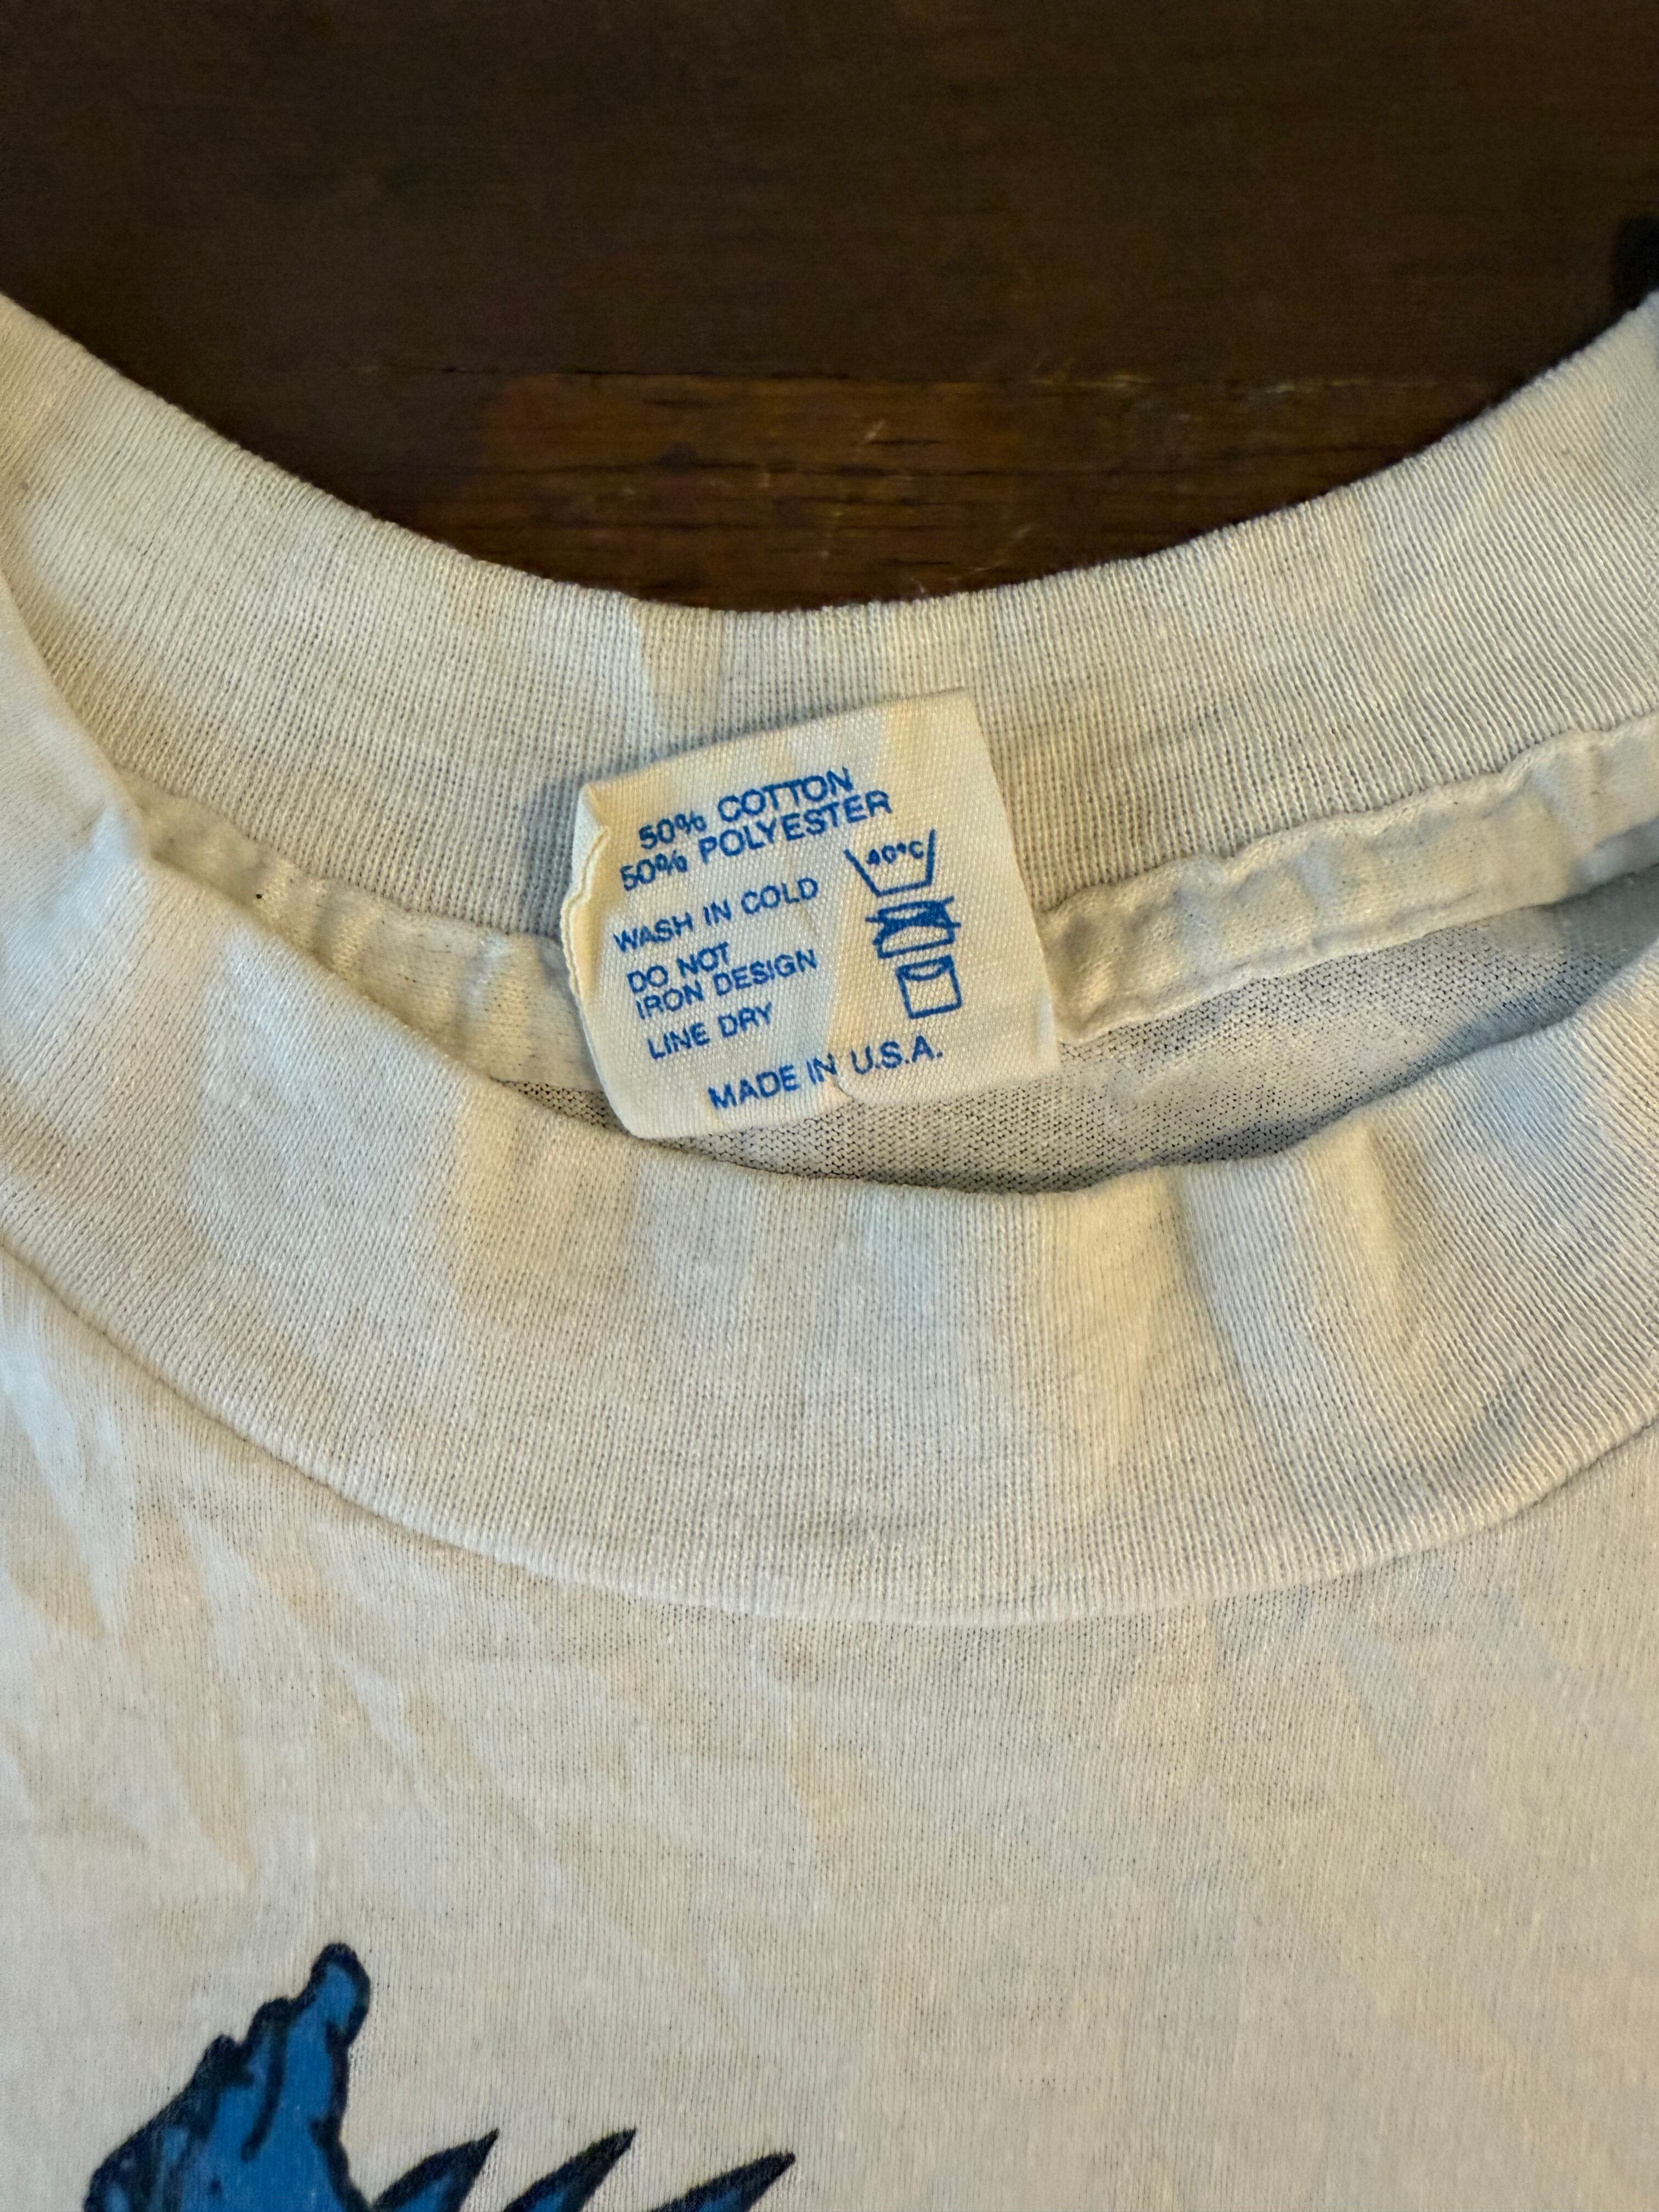 50% COTTON
50% POLYESTER
40°C
WASH IN COLD
DO NOT
IRON DESIGN
LINE DRY
MADE IN U.S.A.